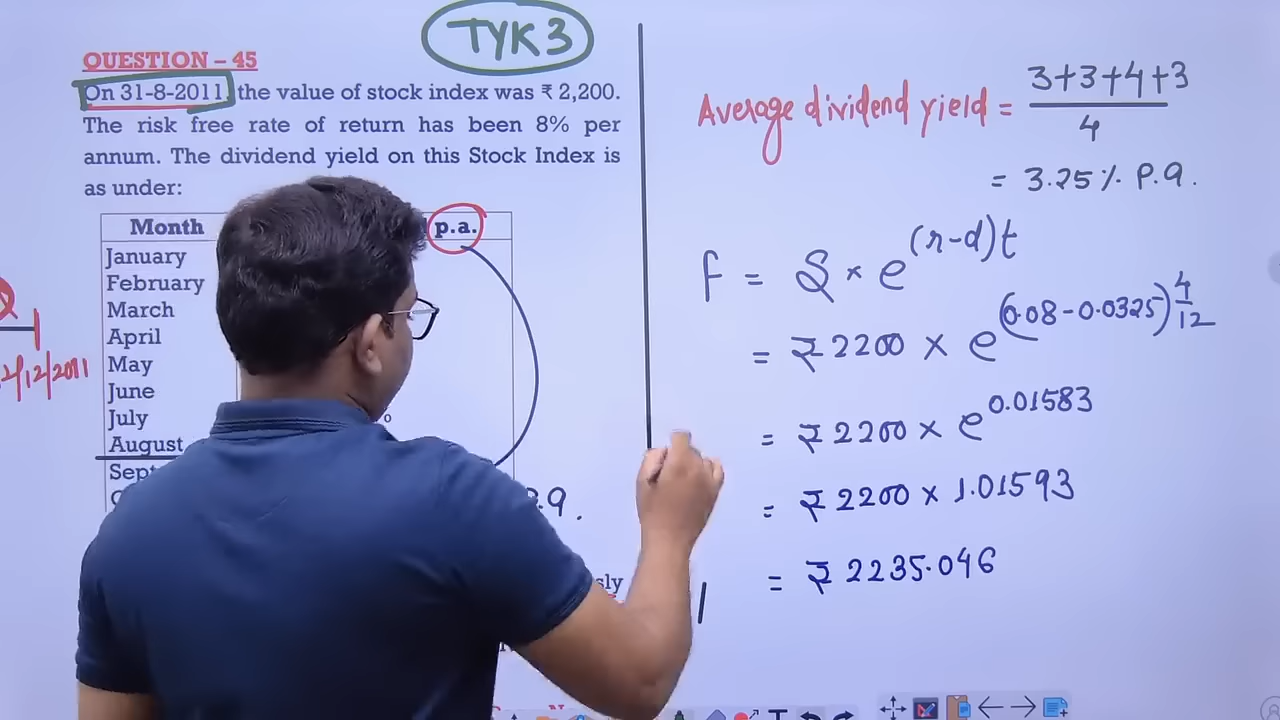 TYK 3
QUESTION – 45
On 31-8-2011, the value of stock index was ₹ 2,200.
The risk free rate of return has been 8% per
annum. The dividend yield on this Stock Index is
as under:
Month p.a.
January
February
March
April
May
June
July
August
/12/2011
Average dividend yield = 3+3+4+3
4
= 3.25% P.a.
F = S × e^(r-d)t
= ₹ 2200 × e^(0.08-0.0325) 4/12
= ₹ 2200 × e^0.01583
= ₹ 2200 × 1.01593
= ₹ 2235.046